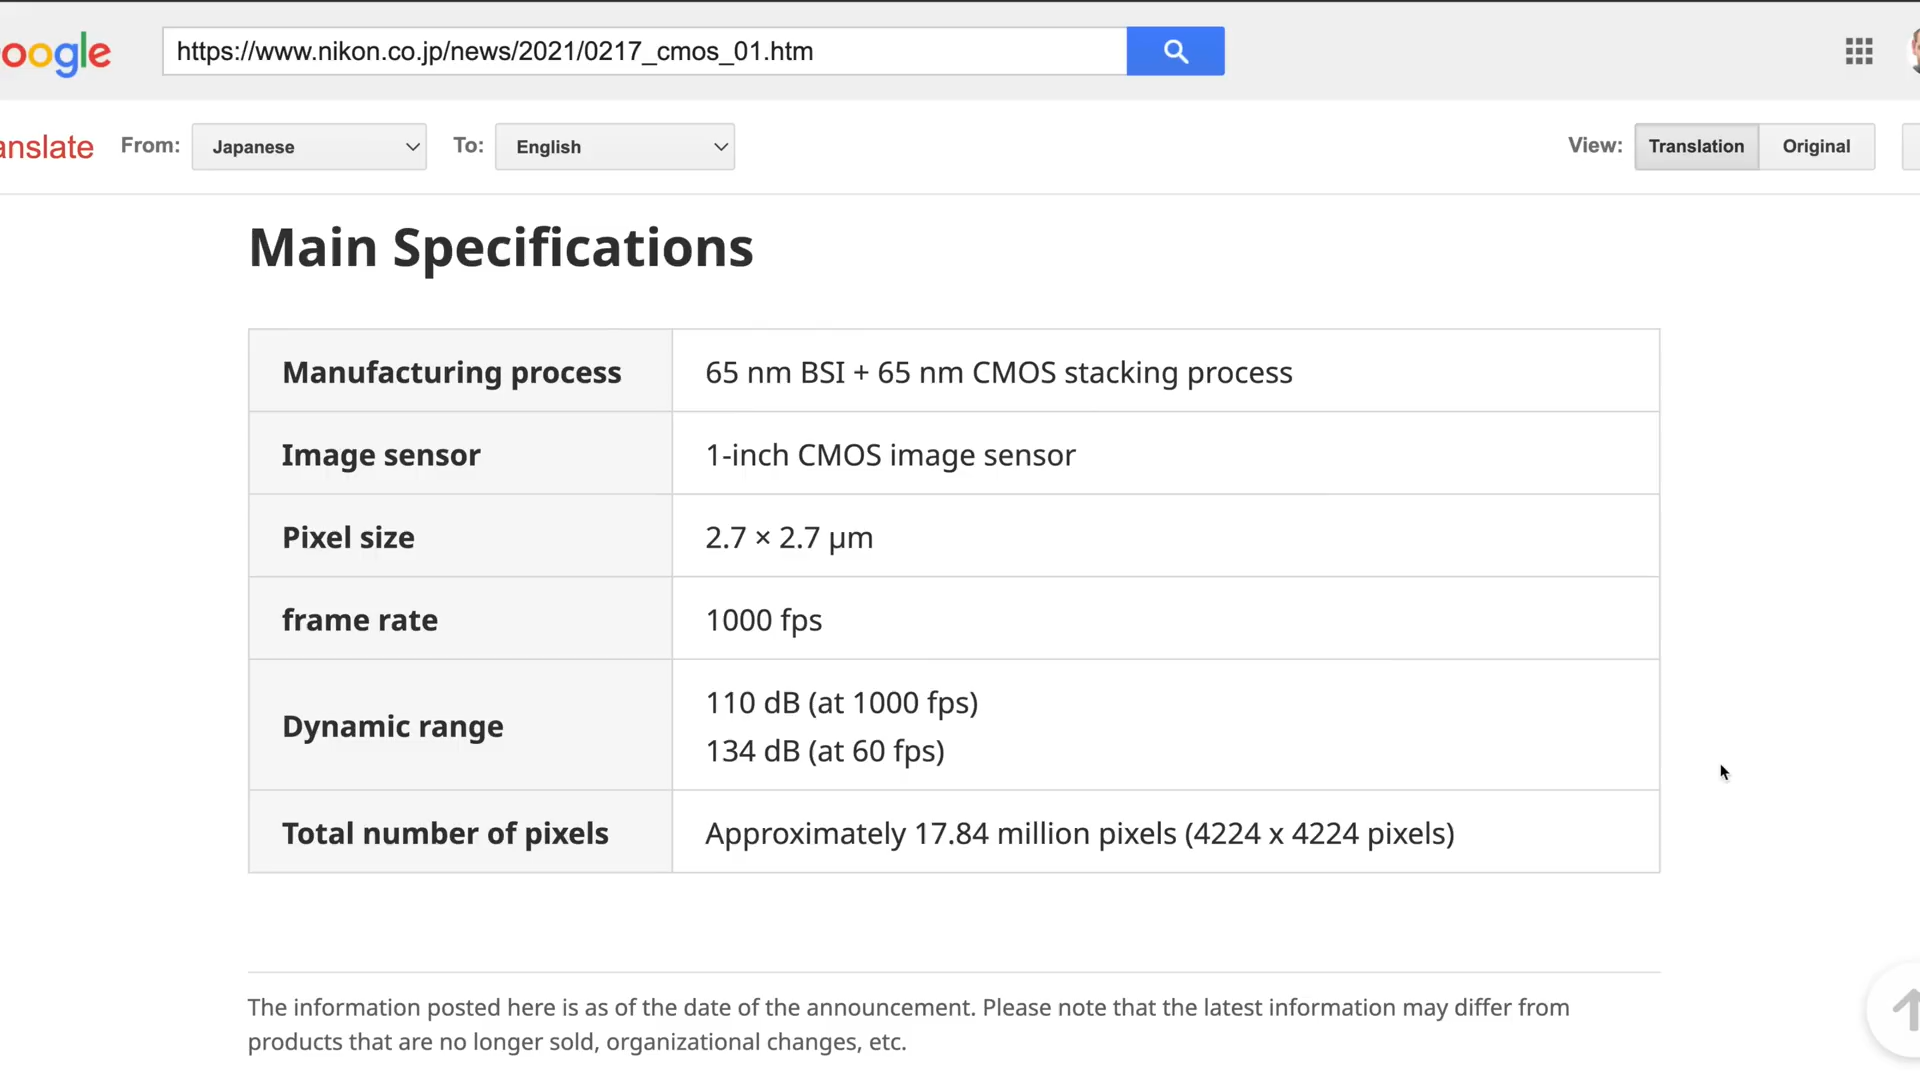 oogle
https://www.nikon.co.jp/news/2021/0217_cmos_01.htm
anslate From: Japanese To: English View: Translation Original
Main Specifications
Manufacturing process 65 nm BSI + 65 nm CMOS stacking process
Image sensor 1-inch CMOS image sensor
Pixel size 2.7 × 2.7 μm
frame rate 1000 fps
Dynamic range 110 dB (at 1000 fps)
134 dB (at 60 fps)
Total number of pixels Approximately 17.84 million pixels (4224 x 4224 pixels)
The information posted here is as of the date of the announcement. Please note that the latest information may differ from
products that are no longer sold, organizational changes, etc.